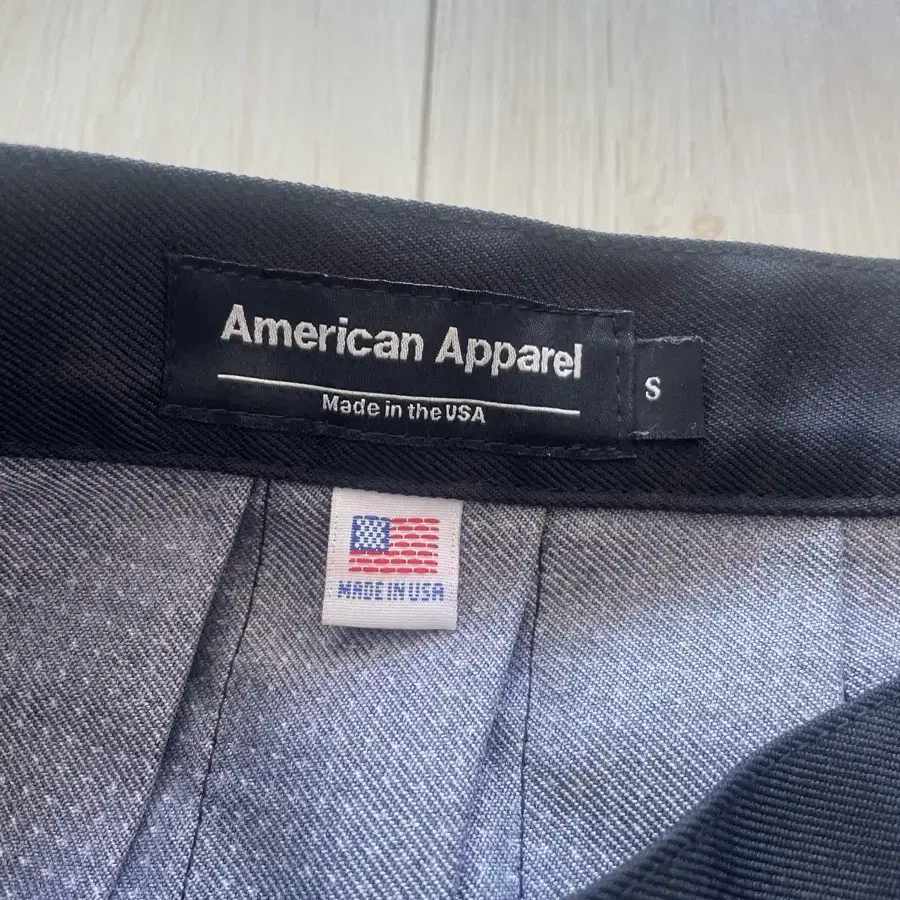 American Apparel
Made in the USA
S
MADE IN USA